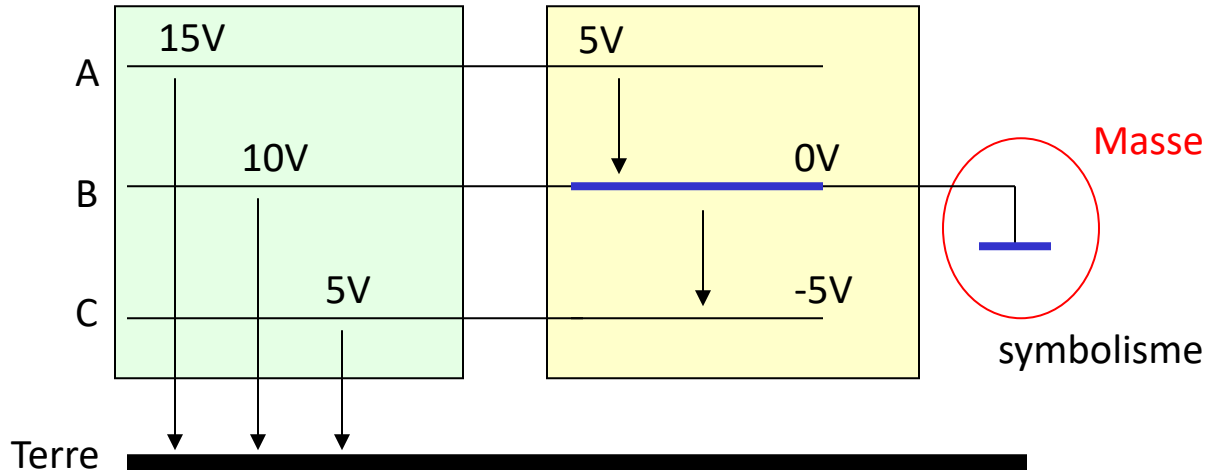 15V
5V
A
Masse
10V
0V
B
5V
-5V
C
symbolisme
Terre